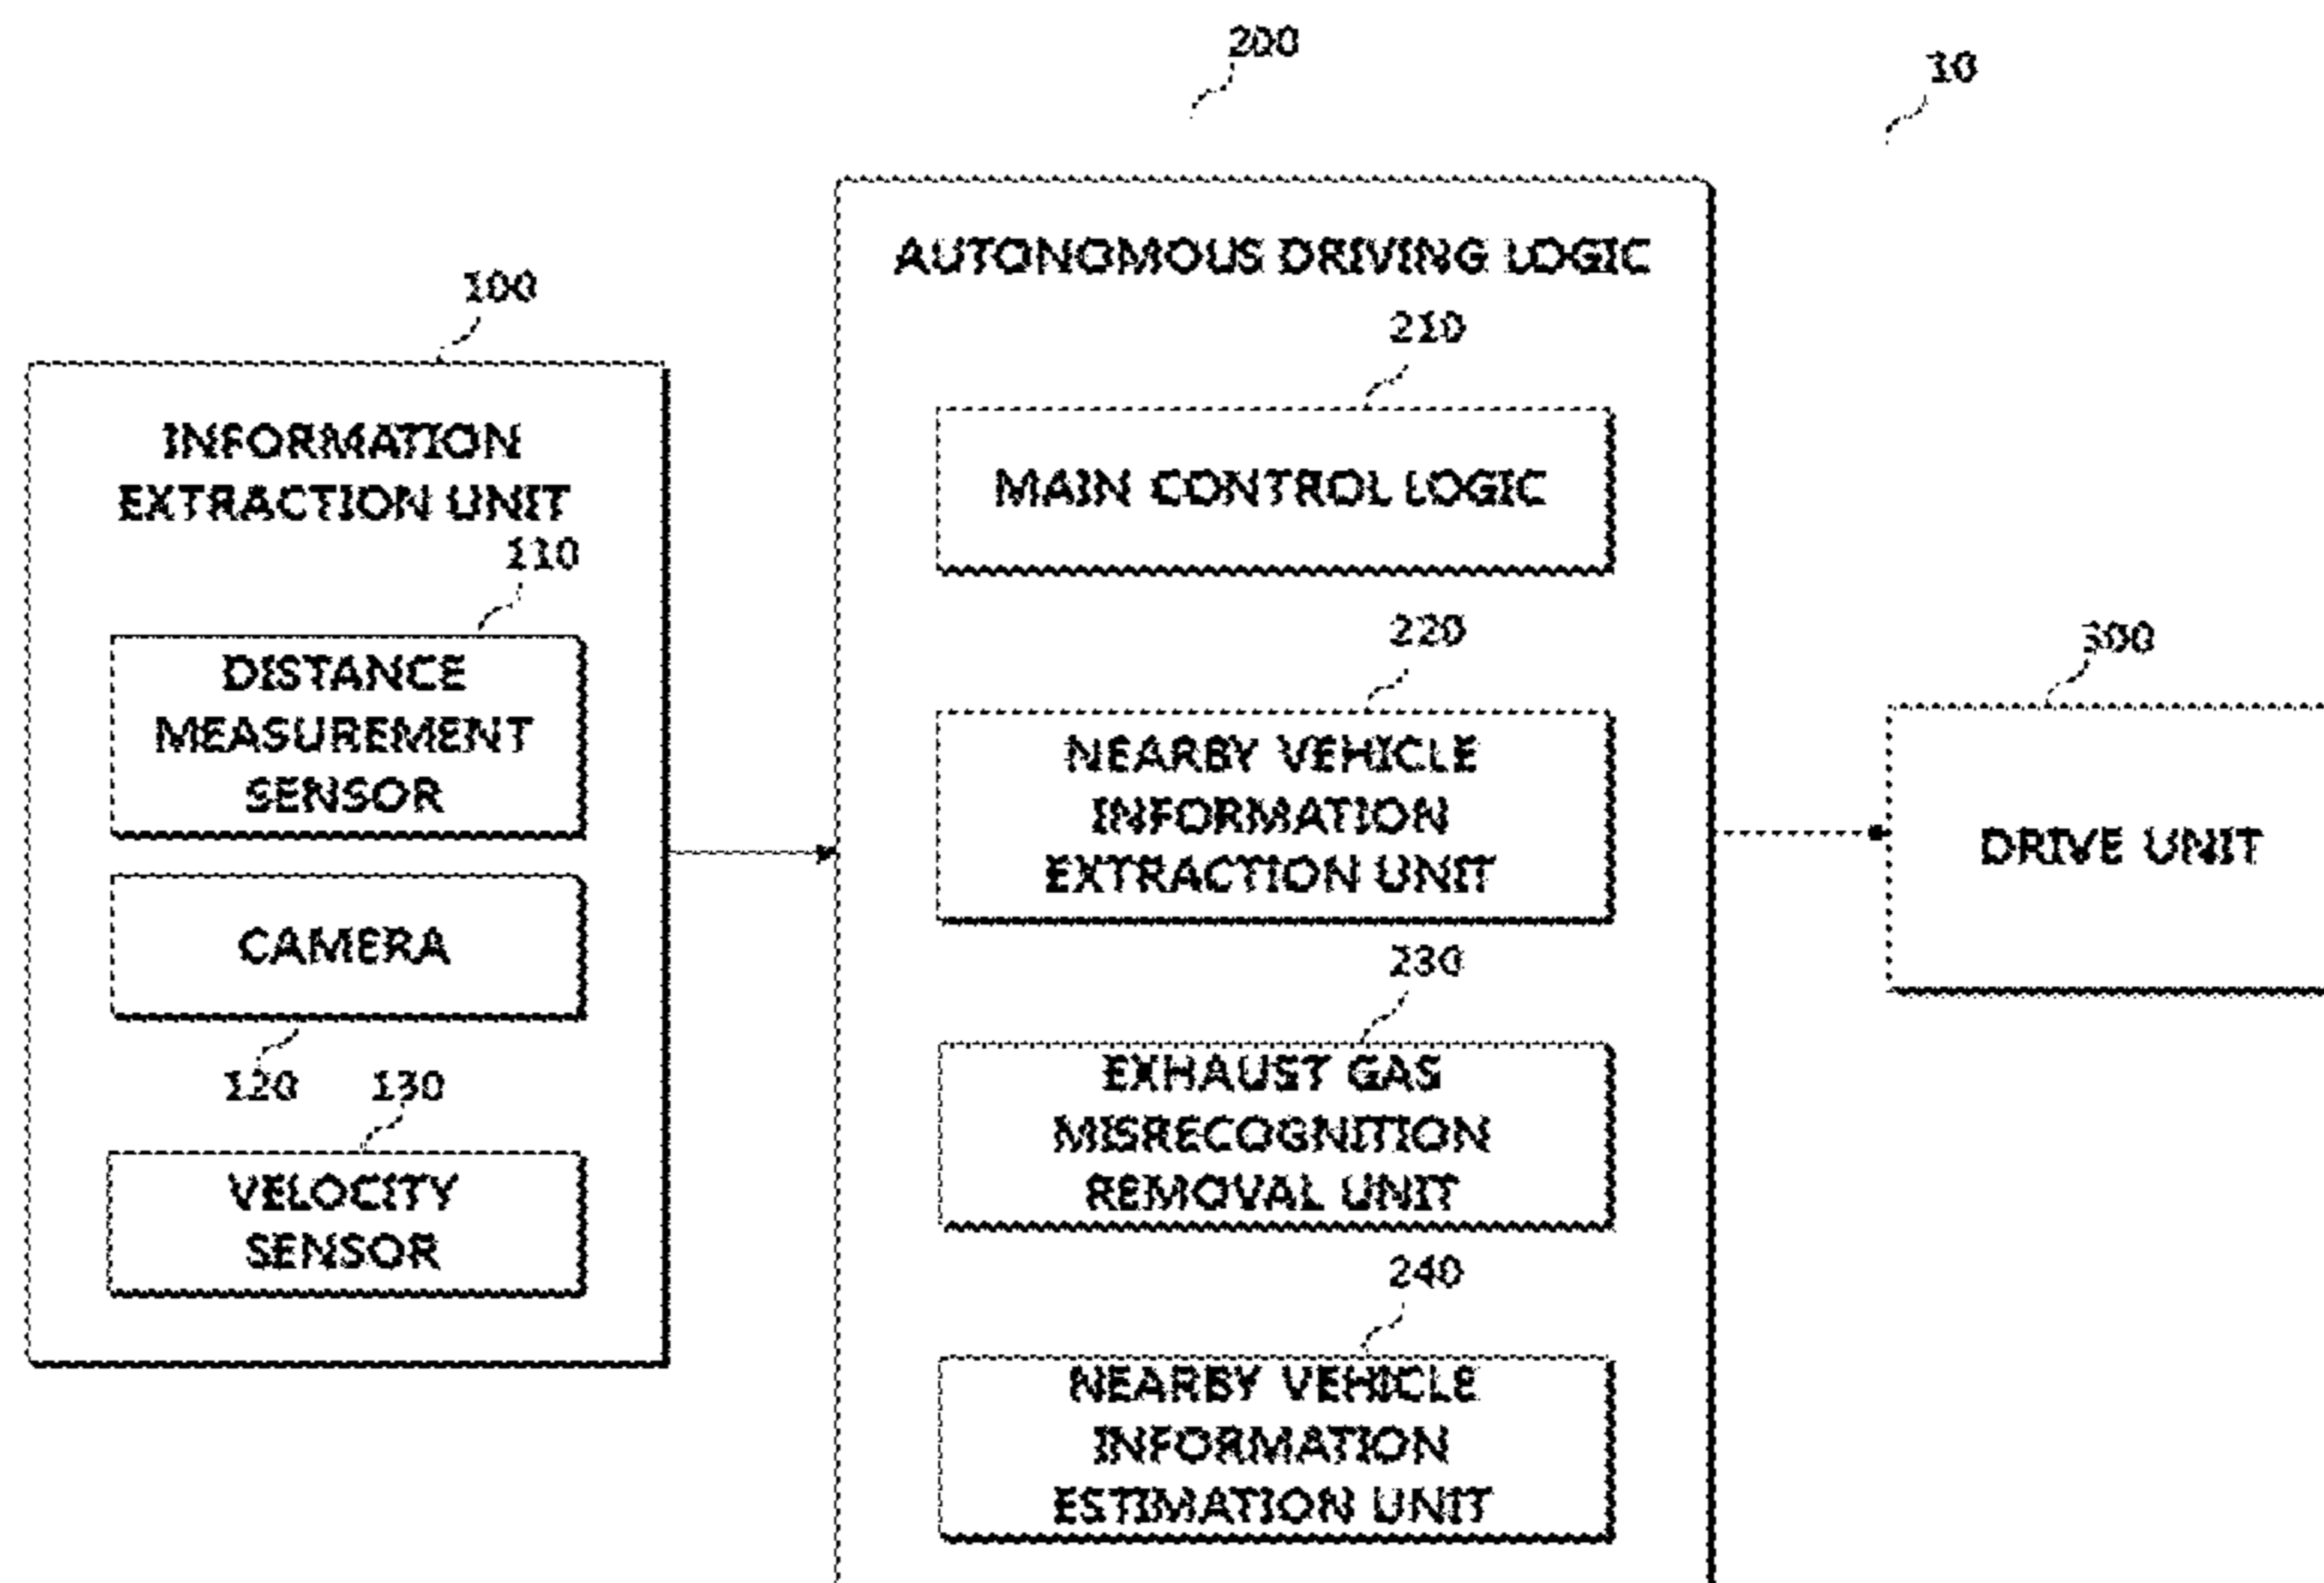 200
10
100
INFORMATION
EXTRACTION UNIT
110
DISTANCE
MEASUREMENT
SENSOR
CAMERA
120
130
VELOCITY
SENSOR
AUTONOMOUS DRIVING LOGIC
210
MAIN CONTROL LOGIC
220
NEARBY VEHICLE
INFORMATION
EXTRACTION UNIT
230
EXHAUST GAS
MISRECOGNITION
REMOVAL UNIT
240
NEARBY VEHICLE
INFORMATION
ESTIMATION UNIT
300
DRIVE UNIT